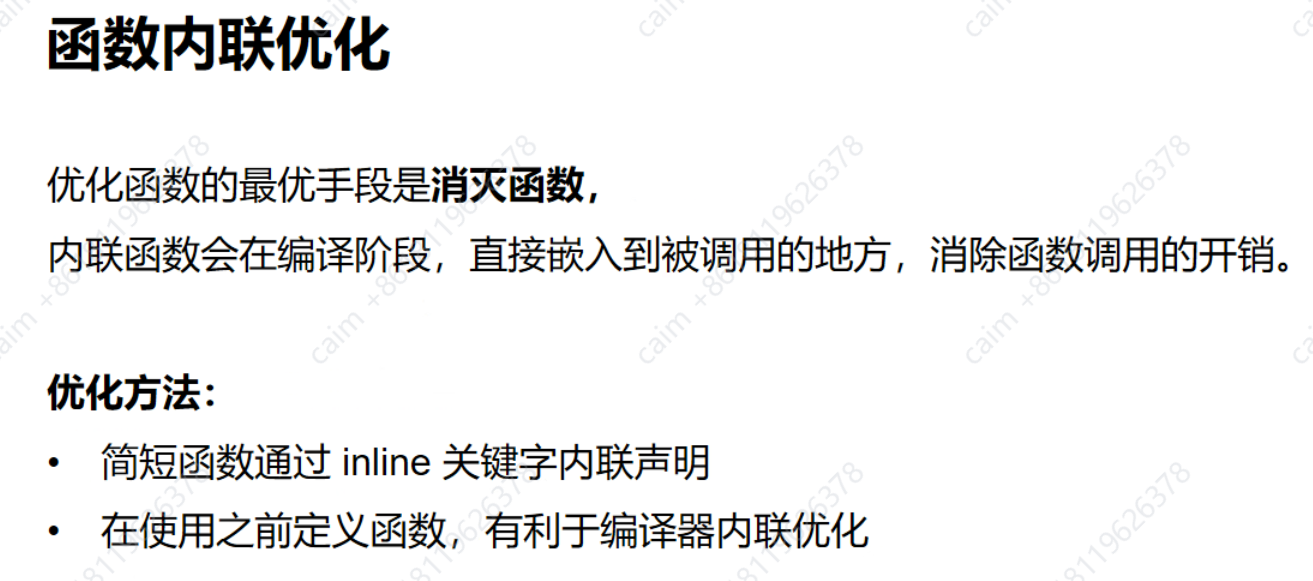 函数内联优化
优化函数的最优手段是消灭函数，
内联函数会在编译阶段，直接嵌入到被调用的地方，消除函数调用的开销。
优化方法：
• 简短函数通过 inline 关键字内联声明
• 在使用之前定义函数，有利于编译器内联优化